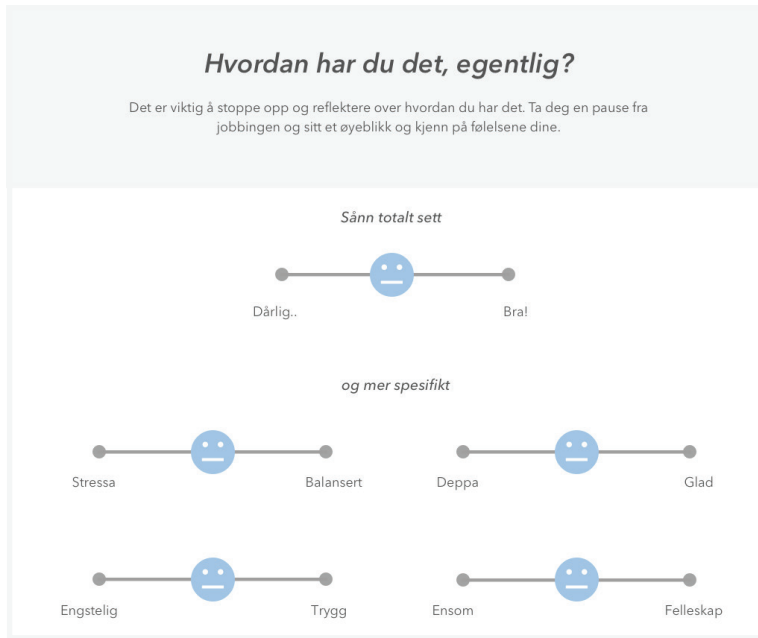 Hvordan har du det, egentlig?
Det er viktig å stoppe opp og reflektere over hvordan du har det. Ta deg en pause fra
jobbingen og sitt et øyeblikk og kjenn på følelsene dine.
Sånn totalt sett
Dårlig..
Bra!
og mer spesifikt
Stressa
Balansert
Deppa
Glad
Engstelig
Trygg
Ensom
Felleskap